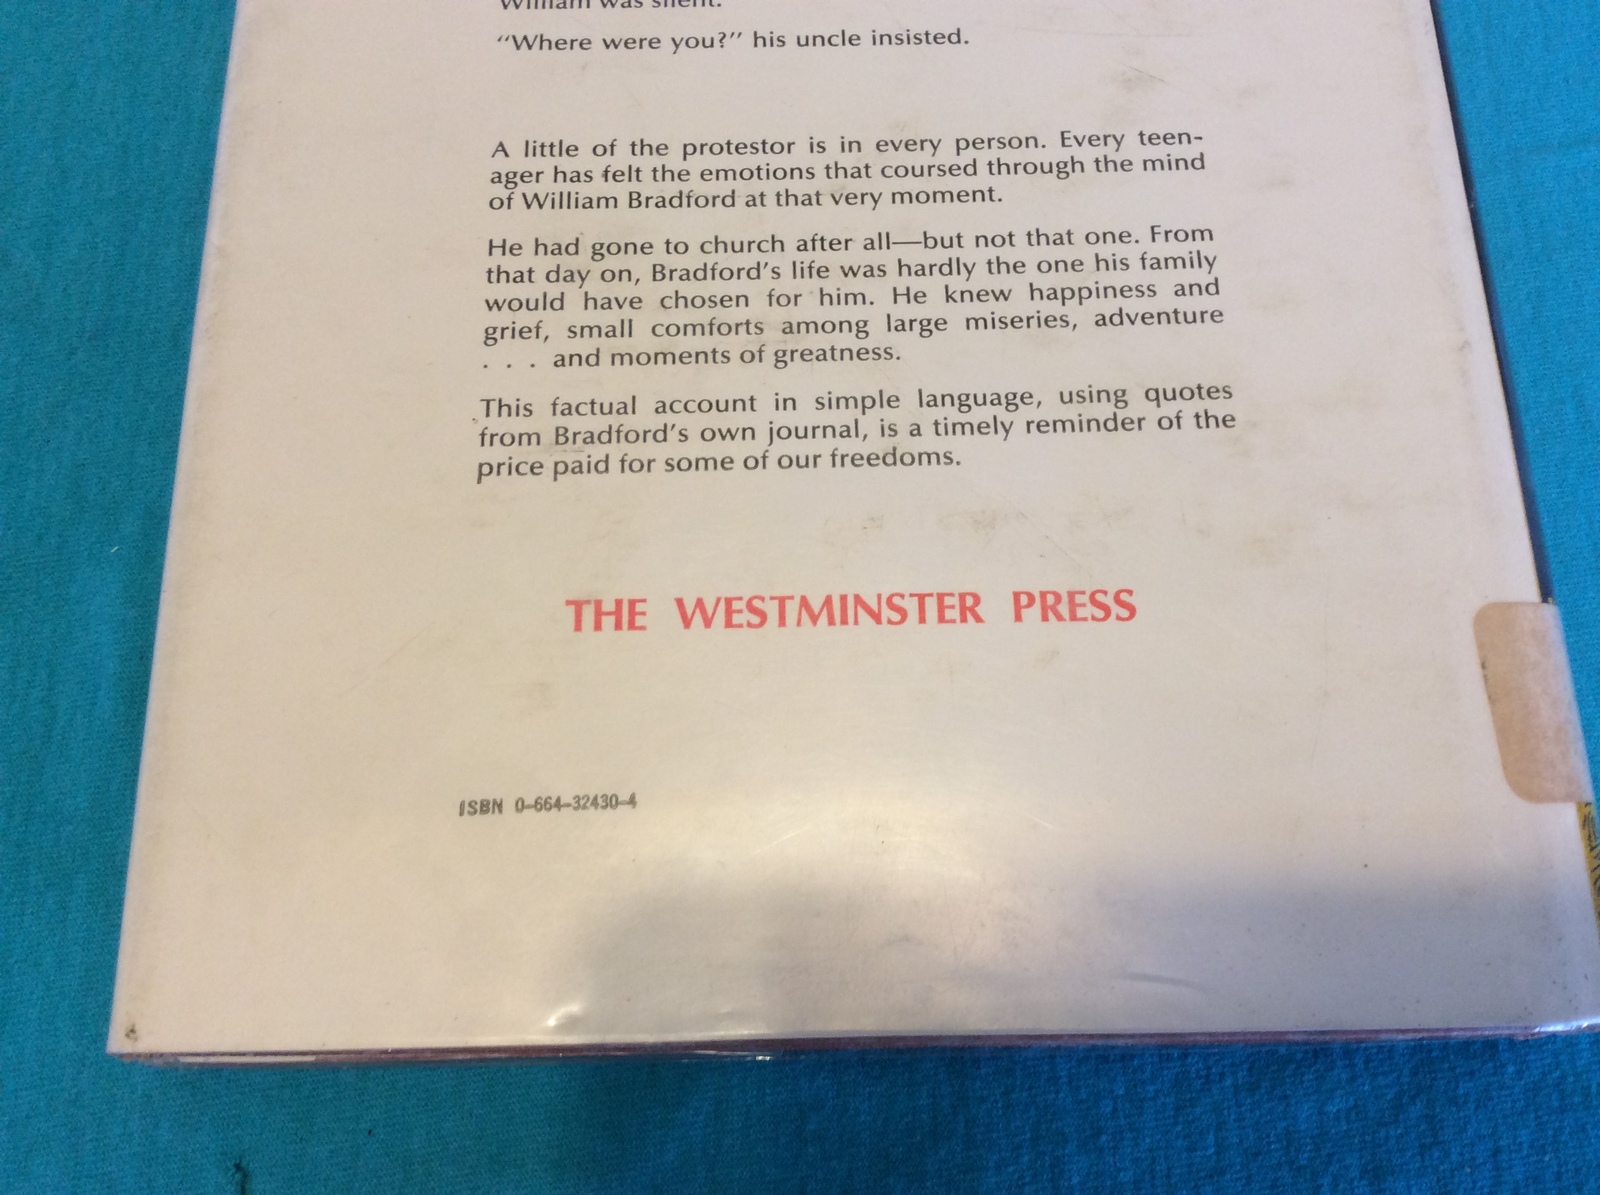 William was silent.
“Where were you?” his uncle insisted.
A little of the protestor is in every person. Every teen-
ager has felt the emotions that coursed through the mind
of William Bradford at that very moment.
He had gone to church after all—but not that one. From
that day on, Bradford’s life was hardly the one his family
would have chosen for him. He knew happiness and
grief, small comforts among large miseries, adventure
. . . and moments of greatness.
This factual account in simple language, using quotes
from Bradford’s own journal, is a timely reminder of the
price paid for some of our freedoms.
THE WESTMINSTER PRESS
ISBN 0-664-32430-4